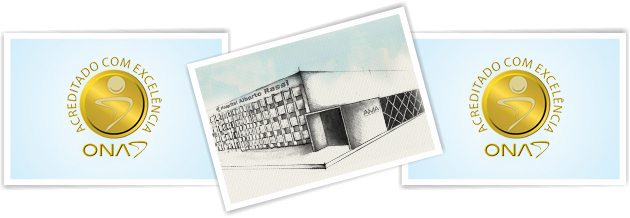 ACREDITADO COM EXCELÊNCIA
ONA
Hospital Alberto Rassi
AMA
ACREDITADO COM EXCELÊNCIA
ONA